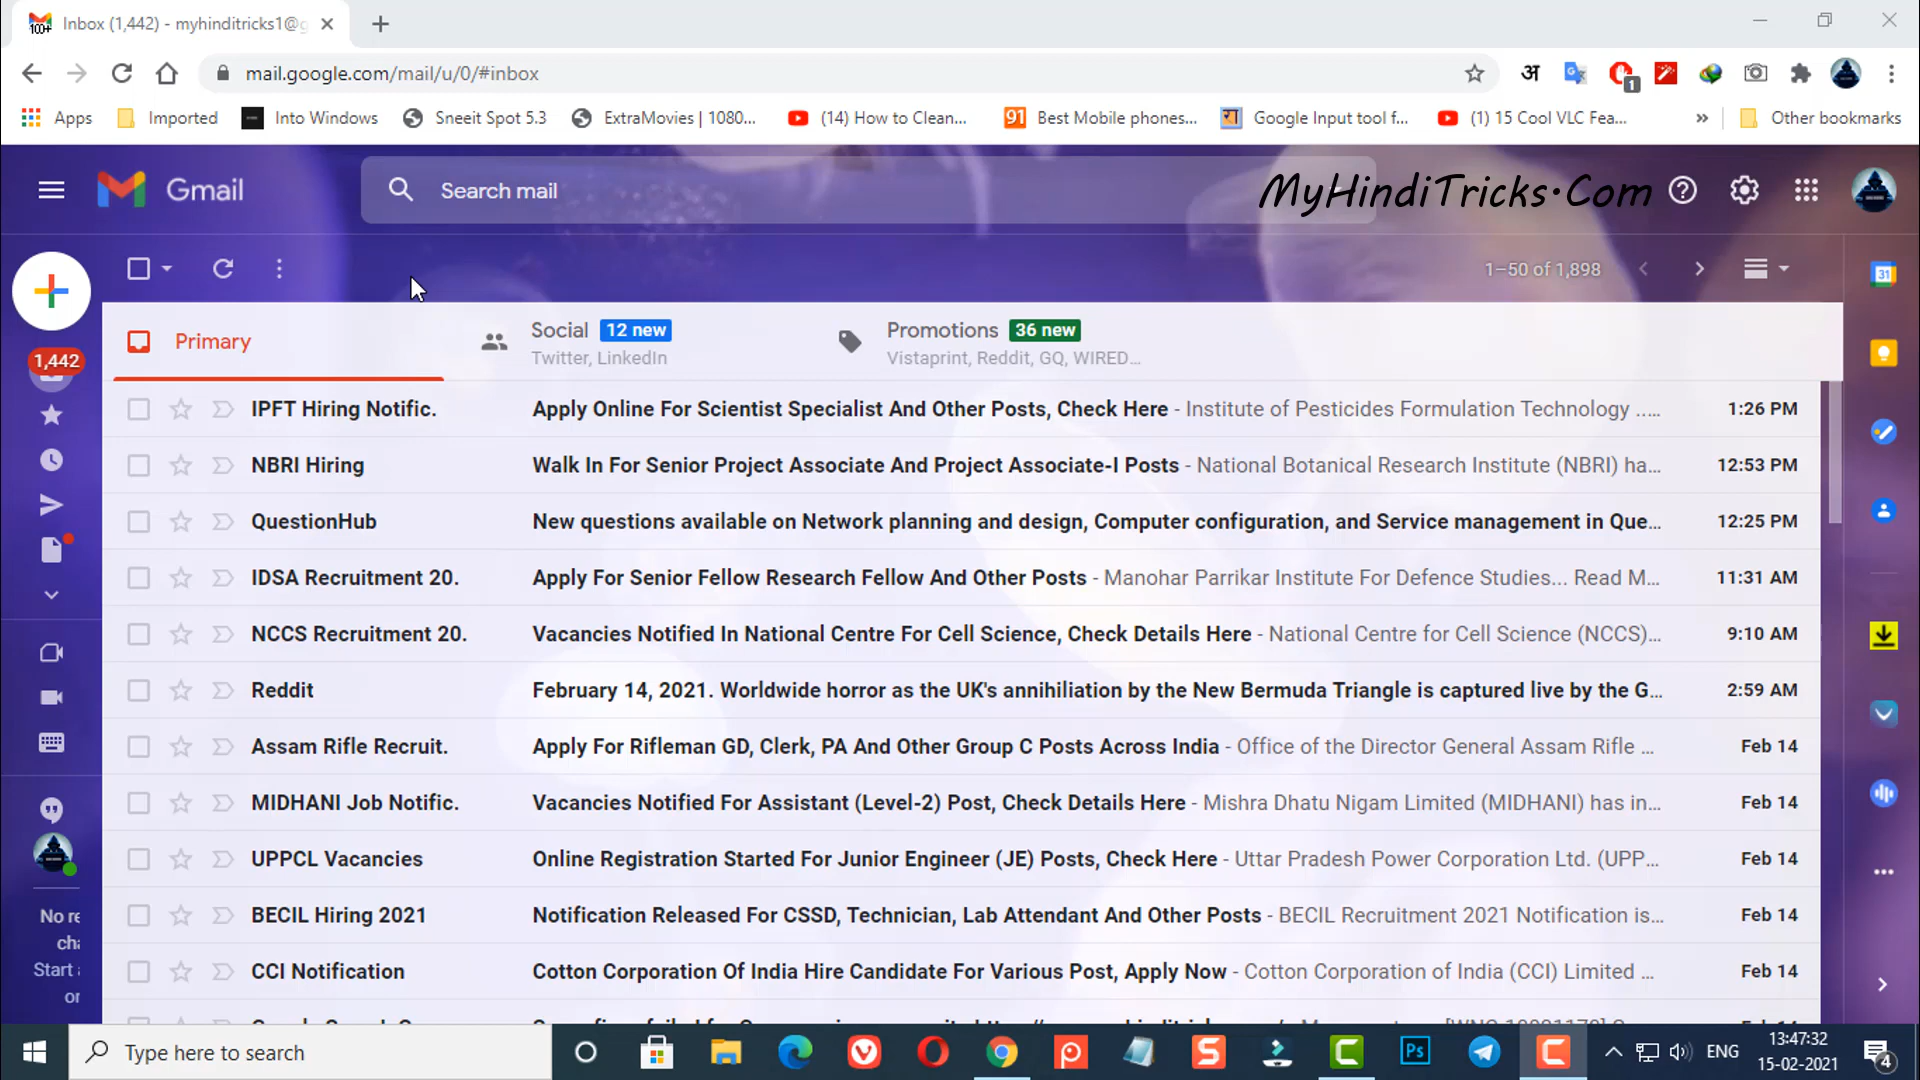 Inbox (1,442) - myhinditricks1@g
mail.google.com/mail/u/0/#inbox
अ
1
Apps
Imported
Into Windows
Sneeit Spot 5.3
ExtraMovies | 1080...
(14) How to Clean...
91
Best Mobile phones...
Google Input tool f...
(1) 15 Cool VLC Fea...
»
Other bookmarks
Gmail
Search mail
MyHindiTricks.Com
1–50 of 1,898
31
1,442
Primary
Social
12 new
Twitter, LinkedIn
Promotions
36 new
Vistaprint, Reddit, GQ, WIRED...
IPFT Hiring Notific. Apply Online For Scientist Specialist And Other Posts, Check Here - Institute of Pesticides Formulation Technology ..... 1:26 PM
NBRI Hiring Walk In For Senior Project Associate And Project Associate-I Posts - National Botanical Research Institute (NBRI) ha... 12:53 PM
QuestionHub New questions available on Network planning and design, Computer configuration, and Service management in Que... 12:25 PM
IDSA Recruitment 20. Apply For Senior Fellow Research Fellow And Other Posts - Manohar Parrikar Institute For Defence Studies... Read M... 11:31 AM
NCCS Recruitment 20. Vacancies Notified In National Centre For Cell Science, Check Details Here - National Centre for Cell Science (NCCS)... 9:10 AM
Reddit February 14, 2021. Worldwide horror as the UK's annihiliation by the New Bermuda Triangle is captured live by the G... 2:59 AM
Assam Rifle Recruit. Apply For Rifleman GD, Clerk, PA And Other Group C Posts Across India - Office of the Director General Assam Rifle ... Feb 14
MIDHANI Job Notific. Vacancies Notified For Assistant (Level-2) Post, Check Details Here - Mishra Dhatu Nigam Limited (MIDHANI) has in... Feb 14
UPPCL Vacancies Online Registration Started For Junior Engineer (JE) Posts, Check Here - Uttar Pradesh Power Corporation Ltd. (UPP... Feb 14
BECIL Hiring 2021 Notification Released For CSSD, Technician, Lab Attendant And Other Posts - BECIL Recruitment 2021 Notification is... Feb 14
CCI Notification Cotton Corporation Of India Hire Candidate For Various Post, Apply Now - Cotton Corporation of India (CCI) Limited ... Feb 14
No re
cha
Start
or
Type here to search
Ps
ENG
13:47:32
15-02-2021
4